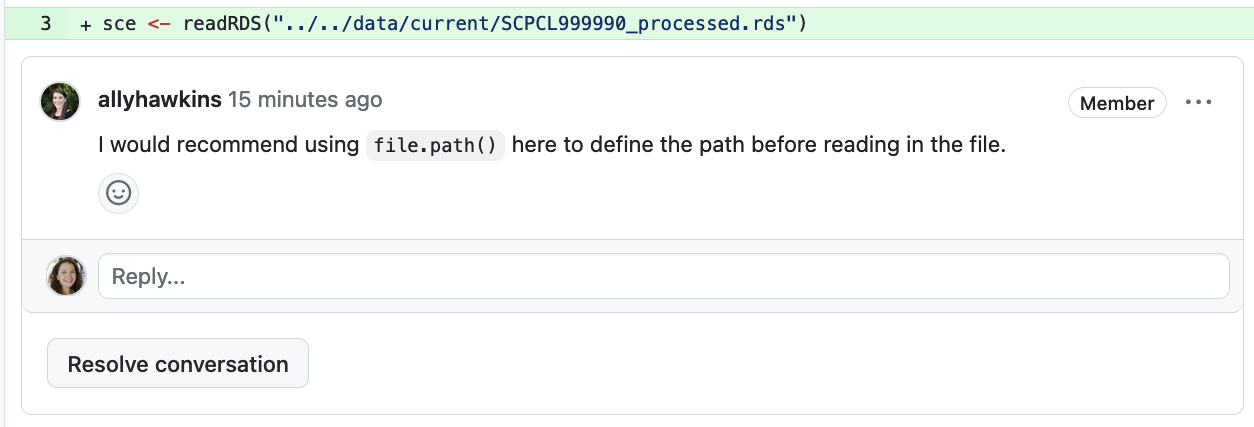 3 + sce <- readRDS("../../data/current/SCPCL999990_processed.rds")
allyhawkins 15 minutes ago
Member
I would recommend using file.path() here to define the path before reading in the file.
Reply...
Resolve conversation